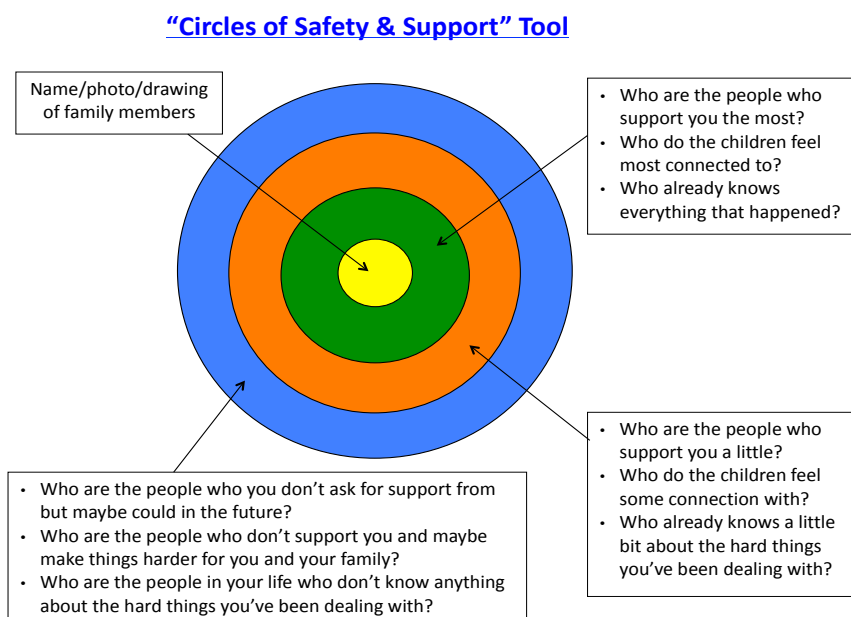 “Circles of Safety & Support” Tool
Name/photo/drawing
of family members
• Who are the people who
support you the most?
• Who do the children feel
most connected to?
• Who already knows
everything that happened?
• Who are the people who
support you a little?
• Who do the children feel
some connection with?
• Who already knows a little
bit about the hard things
you’ve been dealing with?
• Who are the people who you don’t ask for support from
but maybe could in the future?
• Who are the people who don’t support you and maybe
make things harder for you and your family?
• Who are the people in your life who don’t know anything
about the hard things you’ve been dealing with?